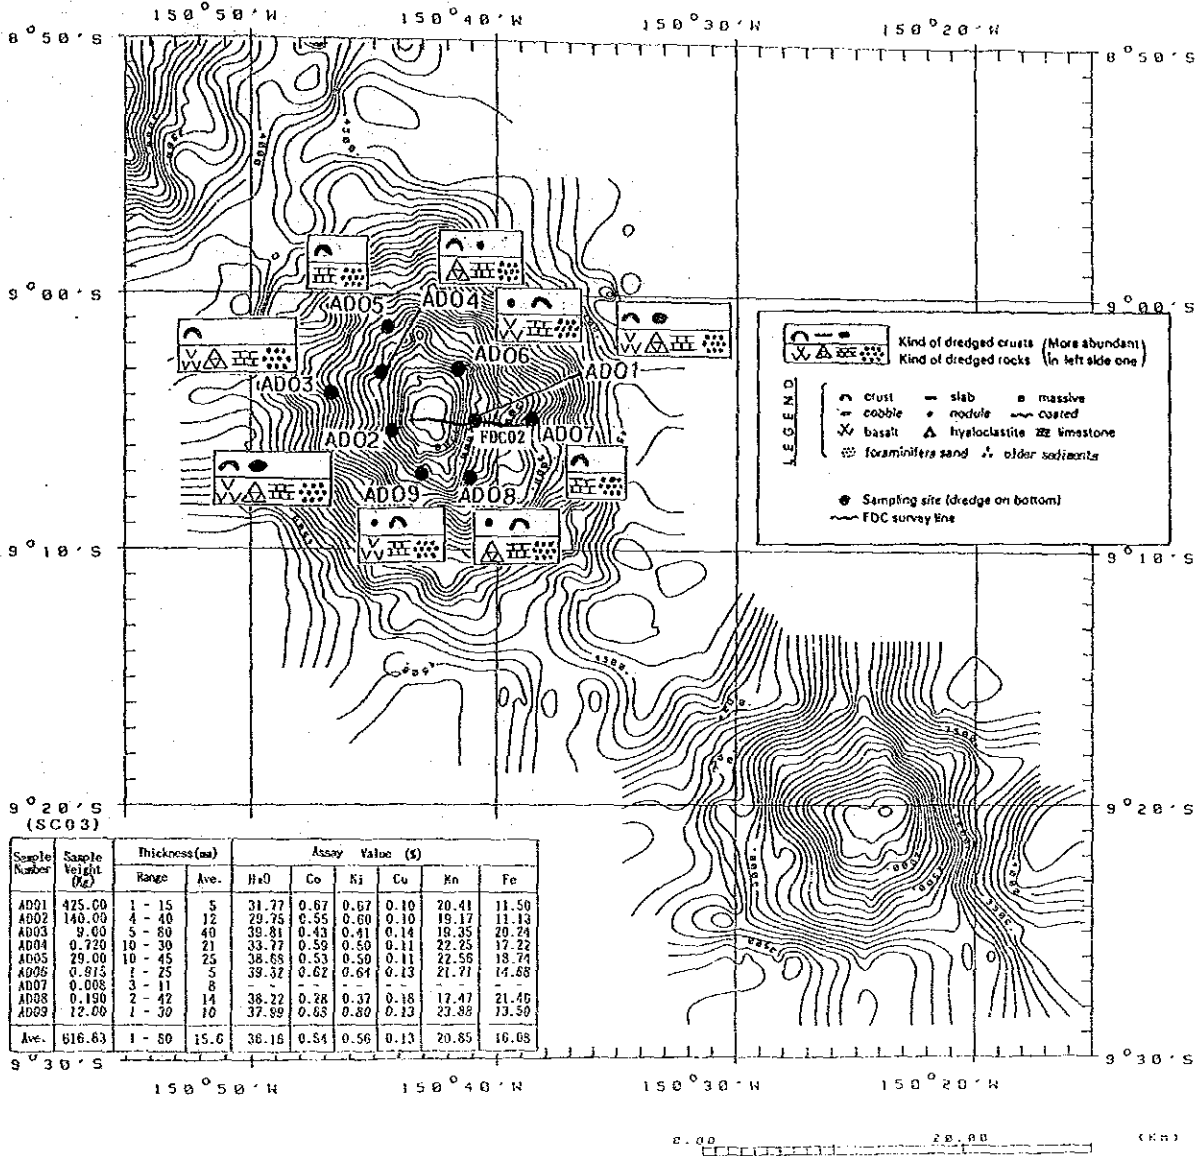 150°50'W 150°40'W 150°30'W 150°20'W
8°50'S 8°50'S
9°00'S 9°00'S
AD05 AD04
AD06
AD03 AD01
AD02 FDC02 AD07
AD09 AD08
LEGEND
Kind of dredged crusts (More abundant
Kind of dredged rocks in left side one)
crust slab massive
cobble nodule coated
basalt hyaloclastite limestone
foraminifera sand older sediments
Sampling site (dredge on bottom)
FDC survey line
9°10'S 9°10'S
4500
3500
9°20'S 9°20'S
(SC03)
Sample Number Sample Weight (Kg) Thickness(mm) Assay Value (%)
Range Ave. H2O Co Ni Cu Mn Fe
AD01 425.00 1 - 15 5 31.77 0.67 0.67 0.10 20.41 11.50
AD02 140.00 4 - 40 12 29.75 0.55 0.60 0.10 19.17 11.13
AD03 9.00 5 - 80 40 39.81 0.43 0.41 0.14 19.35 20.24
AD04 0.720 10 - 30 21 33.77 0.59 0.50 0.11 22.25 17.22
AD05 29.00 10 - 45 25 38.68 0.53 0.50 0.11 22.56 18.74
AD06 0.915 1 - 25 5 39.32 0.62 0.64 0.13 21.71 14.68
AD07 0.008 3 - 11 8 - - - - - -
AD08 0.190 2 - 42 14 38.22 0.28 0.37 0.18 17.47 21.46
AD09 12.00 1 - 30 10 37.99 0.68 0.80 0.13 23.88 13.50
Ave. 616.83 1 - 80 15.6 36.16 0.54 0.56 0.13 20.85 16.08
9°30'S 9°30'S
150°50'W 150°40'W 150°30'W 150°20'W
0.00 20.00 (Km)